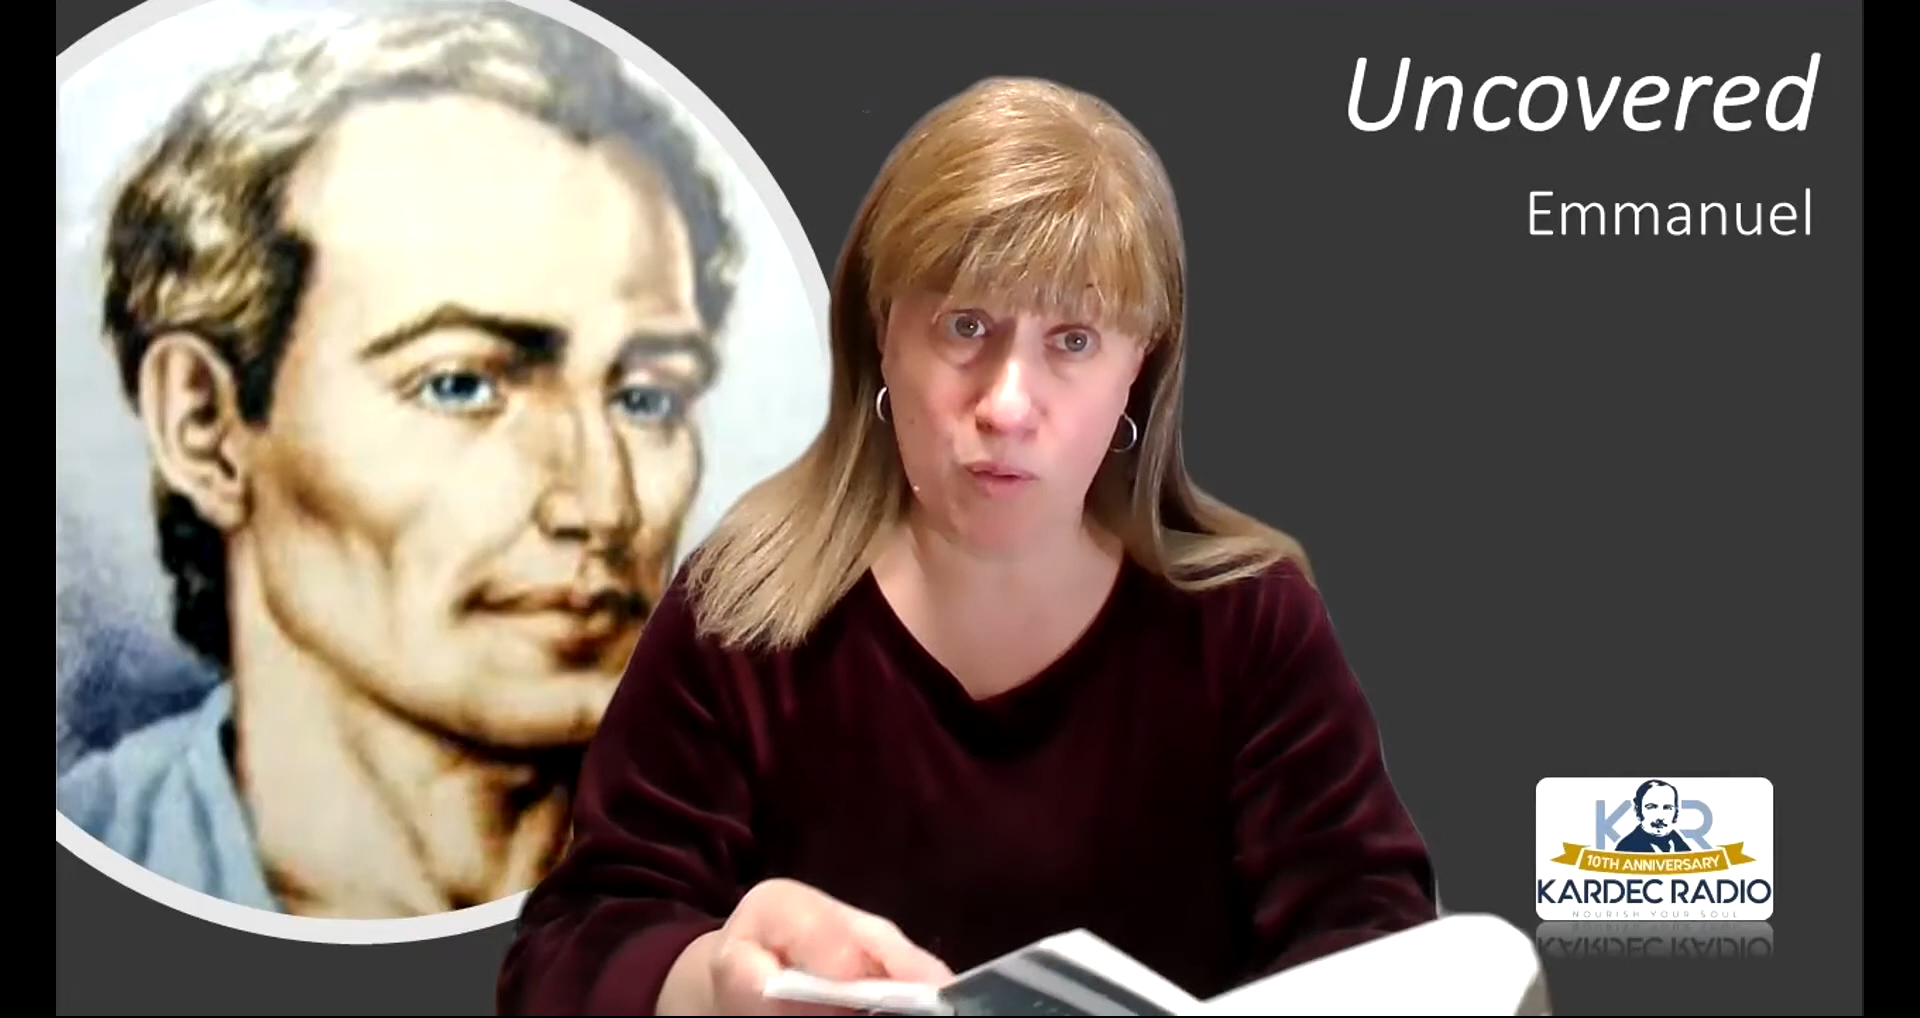 Uncovered
Emmanuel
KR
10TH ANNIVERSARY
KARDEC RADIO
NOURISH YOUR SOUL